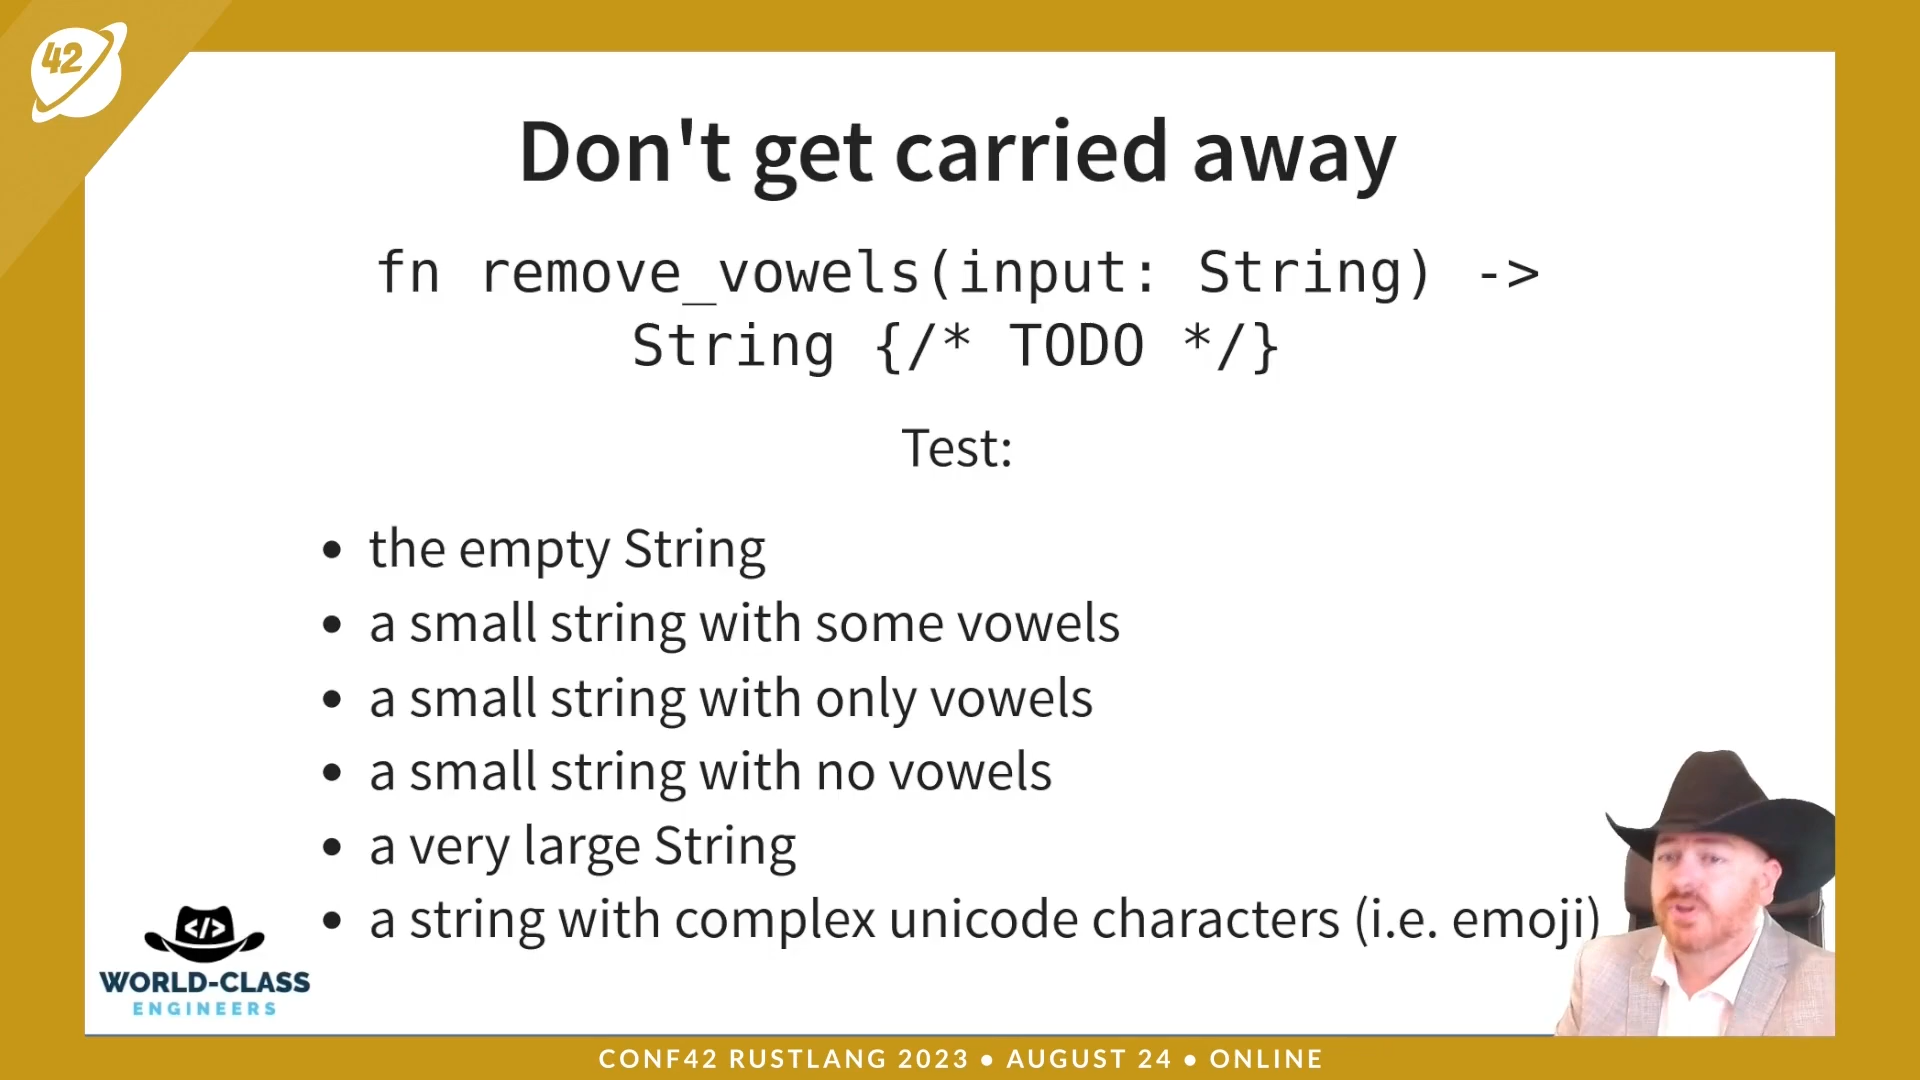 42
Don't get carried away
fn remove_vowels(input: String) ->
String {/* TODO */}
Test:
• the empty String
• a small string with some vowels
• a small string with only vowels
• a small string with no vowels
• a very large String
• a string with complex unicode characters (i.e. emoji)
</>
WORLD-CLASS
ENGINEERS
CONF42 RUSTLANG 2023 • AUGUST 24 • ONLINE